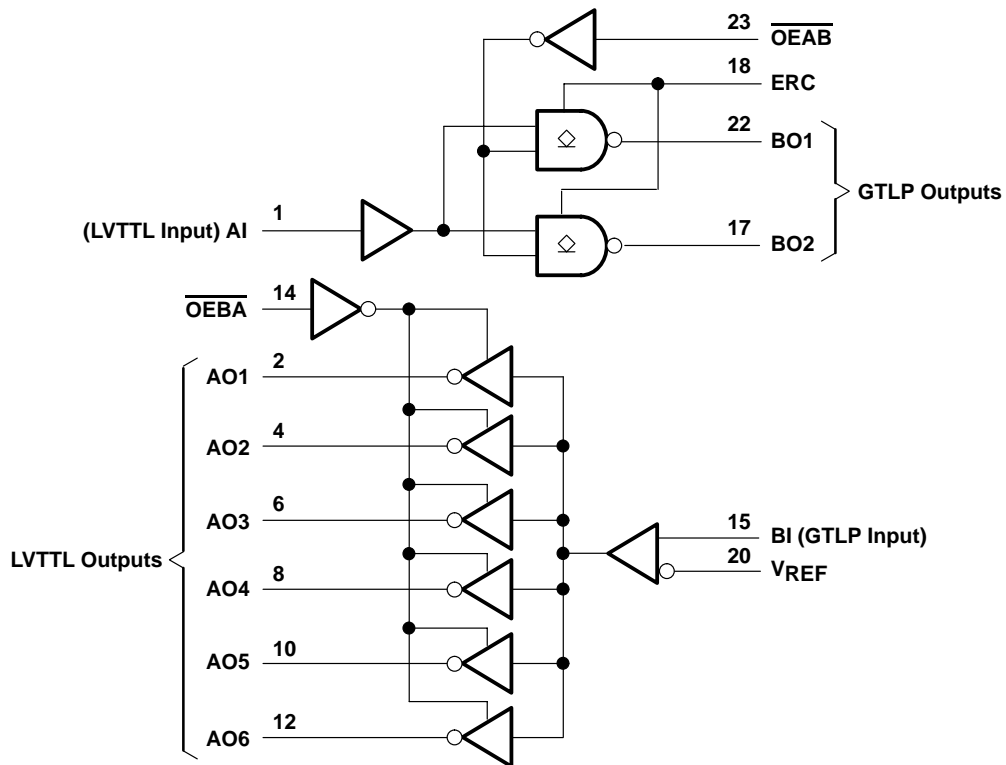 23
OEAB
18
ERC
22
BO1
GTLP Outputs
1
(LVTTL Input) AI
17
BO2
14
OEBA
2
AO1
4
AO2
6
AO3
15
BI (GTLP Input)
LVTTL Outputs
20
VREF
8
AO4
10
AO5
12
AO6